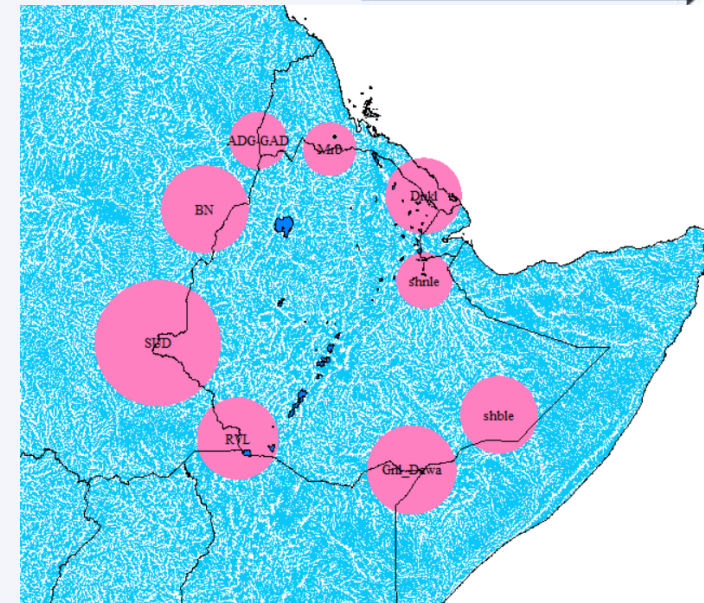 ADG-GAD
Mrb
Dnkl
BN
shnle
SUD
shble
RVL
Gnl_Dawa